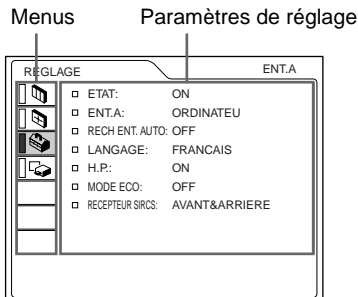 Menus Paramètres de réglage
REGLAGE ENT.A
ETAT: ON
ENT.A: ORDINATEU
RECH ENT. AUTO: OFF
LANGAGE: FRANCAIS
H.P.: ON
MODE ECO: OFF
RECEPTEUR SIRCS: AVANT&ARRIERE